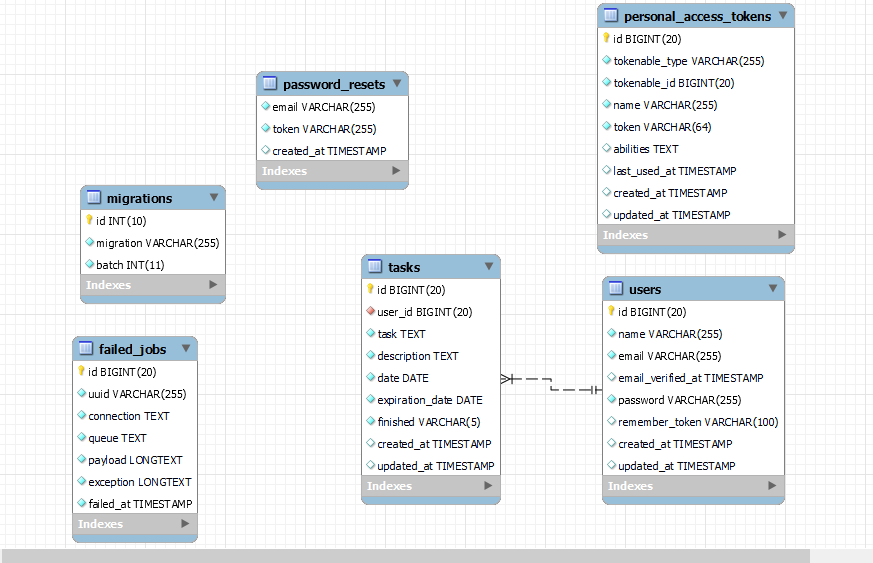 personal_access_tokens
id BIGINT(20)
tokenable_type VARCHAR(255)
tokenable_id BIGINT(20)
name VARCHAR(255)
token VARCHAR(64)
abilities TEXT
last_used_at TIMESTAMP
created_at TIMESTAMP
updated_at TIMESTAMP
Indexes
password_resets
email VARCHAR(255)
token VARCHAR(255)
created_at TIMESTAMP
Indexes
migrations
id INT(10)
migration VARCHAR(255)
batch INT(11)
Indexes
tasks
id BIGINT(20)
user_id BIGINT(20)
task TEXT
description TEXT
date DATE
expiration_date DATE
finished VARCHAR(5)
created_at TIMESTAMP
updated_at TIMESTAMP
Indexes
users
id BIGINT(20)
name VARCHAR(255)
email VARCHAR(255)
email_verified_at TIMESTAMP
password VARCHAR(255)
remember_token VARCHAR(100)
created_at TIMESTAMP
updated_at TIMESTAMP
Indexes
failed_jobs
id BIGINT(20)
uuid VARCHAR(255)
connection TEXT
queue TEXT
payload LONGTEXT
exception LONGTEXT
failed_at TIMESTAMP
Indexes